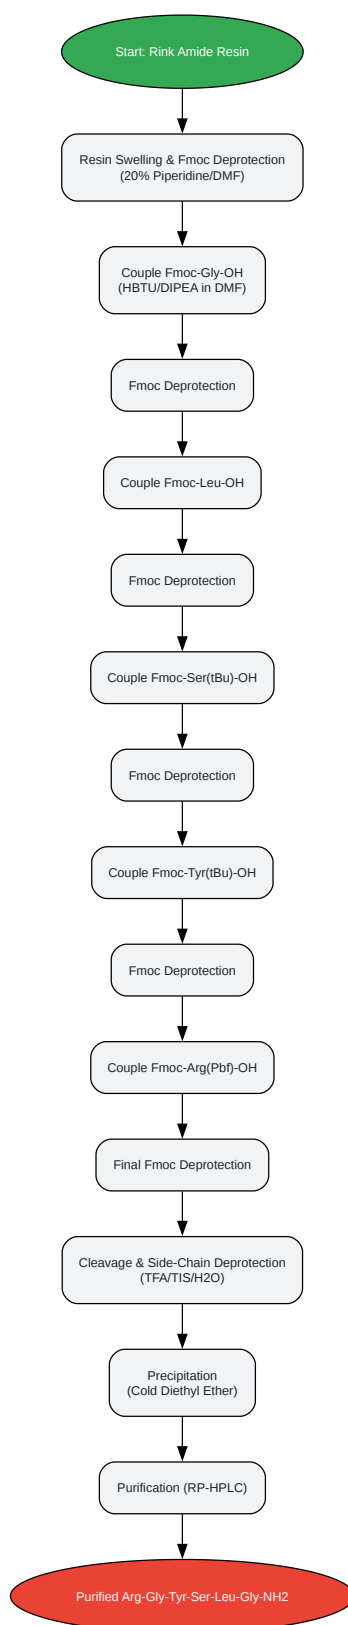 Start: Rink Amide Resin
Resin Swelling & Fmoc Deprotection
(20% Piperidine/DMF)
Couple Fmoc-Gly-OH
(HBTU/DIPEA in DMF)
Fmoc Deprotection
Couple Fmoc-Leu-OH
Fmoc Deprotection
Couple Fmoc-Ser(tBu)-OH
Fmoc Deprotection
Couple Fmoc-Tyr(tBu)-OH
Fmoc Deprotection
Couple Fmoc-Arg(Pbf)-OH
Final Fmoc Deprotection
Cleavage & Side-Chain Deprotection
(TFA/TIS/H2O)
Precipitation
(Cold Diethyl Ether)
Purification (RP-HPLC)
Purified Arg-Gly-Tyr-Ser-Leu-Gly-NH2